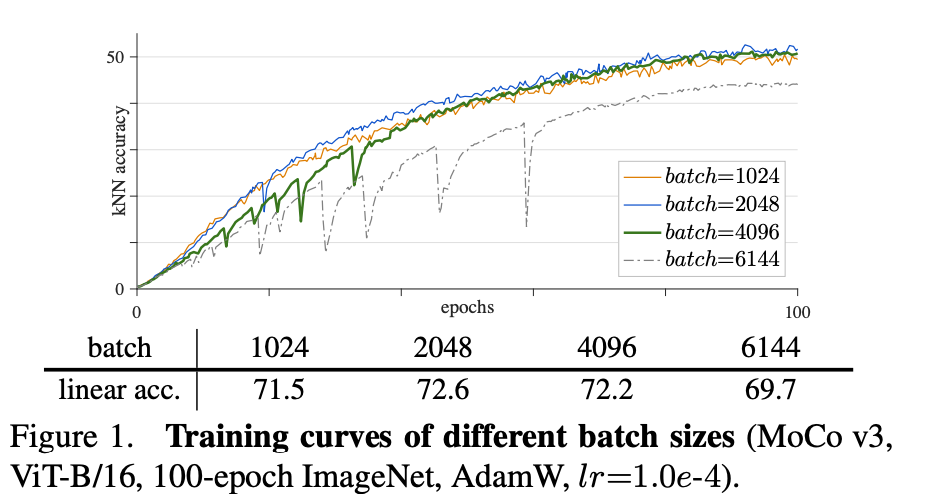 50
kNN accuracy
batch=1024
batch=2048
batch=4096
batch=6144
0
0
epochs
100
batch 1024 2048 4096 6144
linear acc. 71.5 72.6 72.2 69.7
Figure 1. Training curves of different batch sizes (MoCo v3,
ViT-B/16, 100-epoch ImageNet, AdamW, lr=1.0e-4).